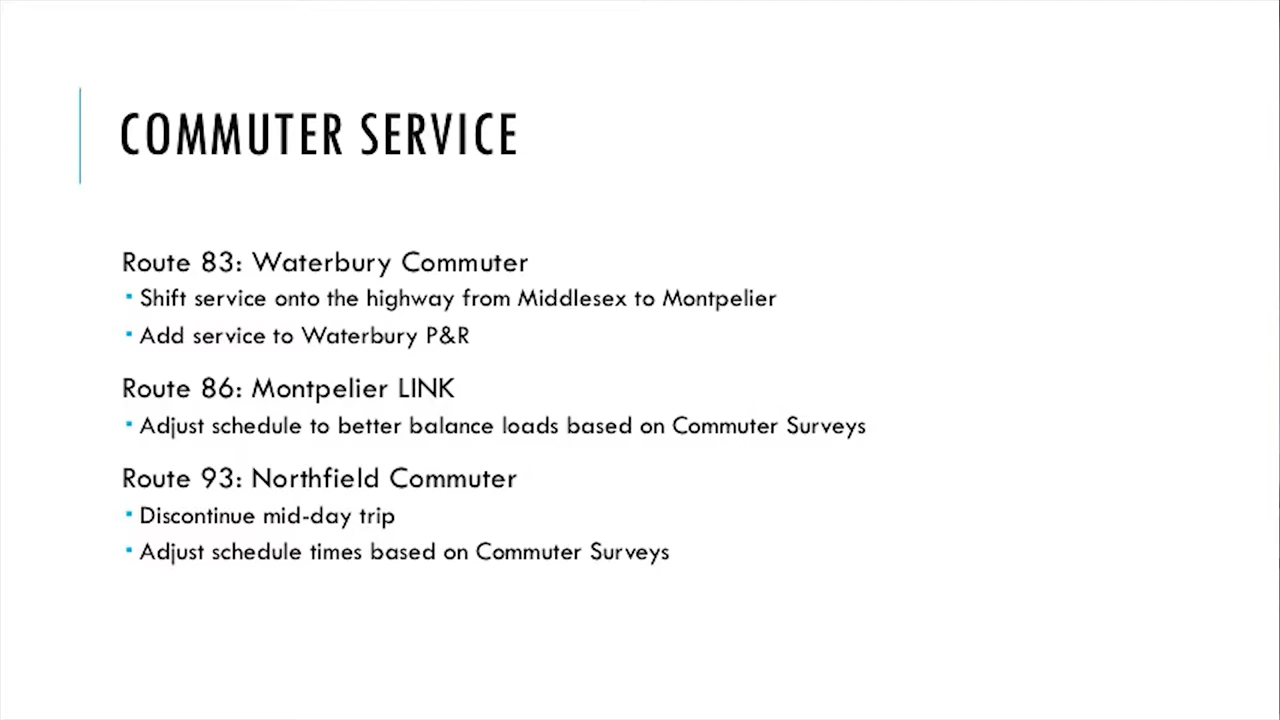 COMMUTER SERVICE
Route 83: Waterbury Commuter
▪ Shift service onto the highway from Middlesex to Montpelier
▪ Add service to Waterbury P&R
Route 86: Montpelier LINK
▪ Adjust schedule to better balance loads based on Commuter Surveys
Route 93: Northfield Commuter
▪ Discontinue mid-day trip
▪ Adjust schedule times based on Commuter Surveys